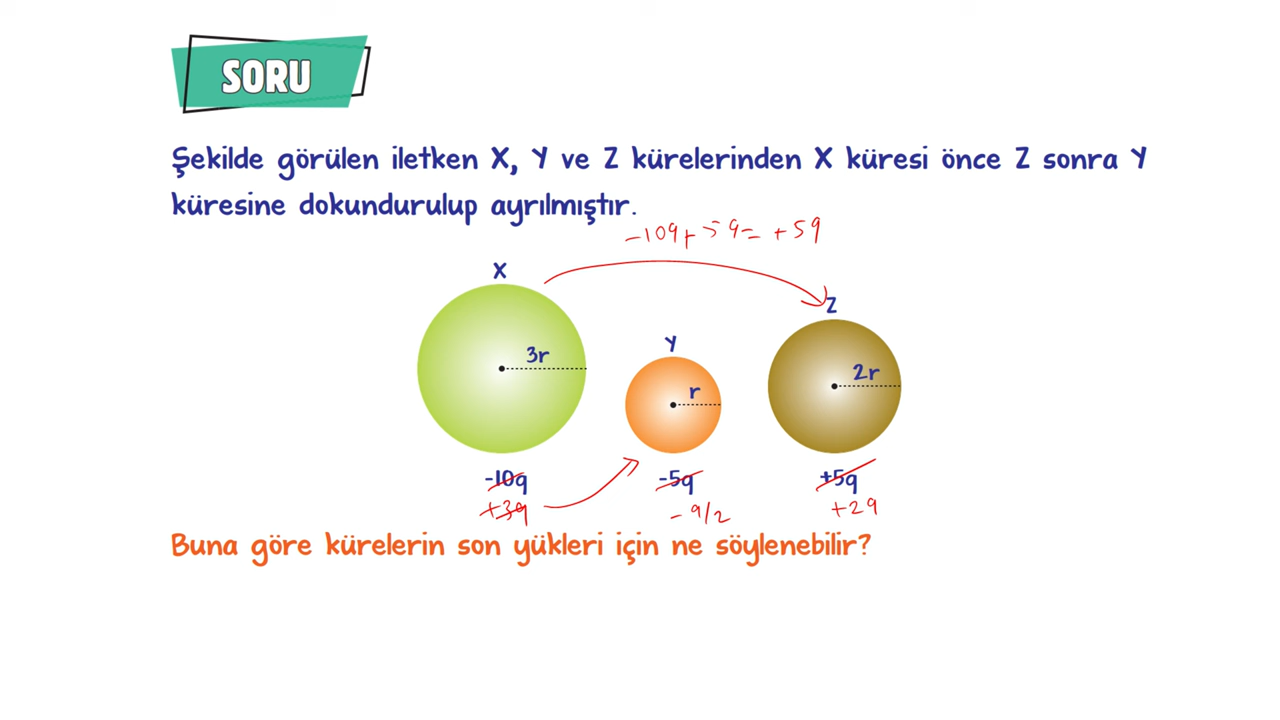 SORU
Şekilde görülen iletken X, Y ve Z kürelerinden X küresi önce Z sonra Y
küresine dokundurulup ayrılmıştır.
-10q+5q=+5q
X
Z
Y
3r
2r
r
-10q
-5q
+5q
+3q
-q/2
+2q
Buna göre kürelerin son yükleri için ne söylenebilir?